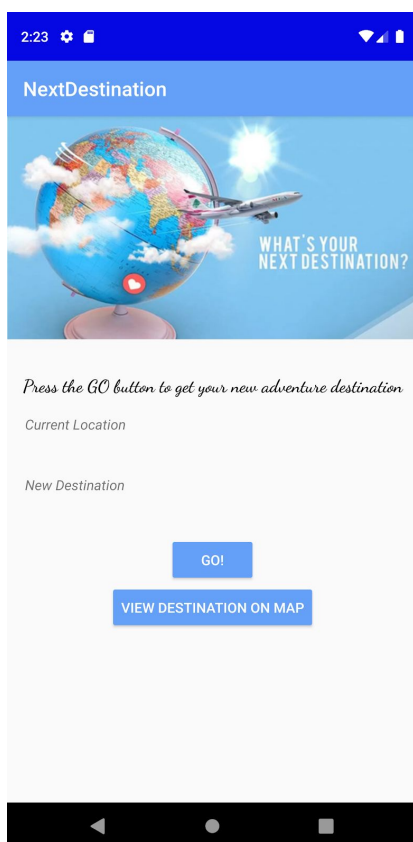 2:23
NextDestination
WHAT'S YOUR
NEXT DESTINATION?
Press the GO button to get your new adventure destination
Current Location
New Destination
GO!
VIEW DESTINATION ON MAP